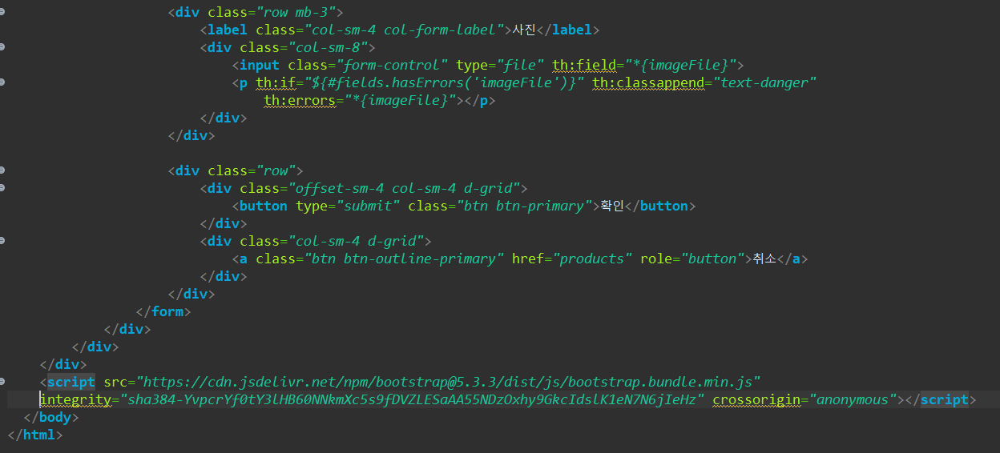 <div class="row mb-3">
<label class="col-sm-4 col-form-label">사진</label>
<div class="col-sm-8">
<input class="form-control" type="file" th:field="*{imageFile}">
<p th:if="${#fields.hasErrors('imageFile')}" th:classappend="text-danger"
th:errors="*{imageFile}"></p>
</div>
</div>
<div class="row">
<div class="offset-sm-4 col-sm-4 d-grid">
<button type="submit" class="btn btn-primary">확인</button>
</div>
<div class="col-sm-4 d-grid">
<a class="btn btn-outline-primary" href="products" role="button">취소</a>
</div>
</div>
</form>
</div>
</div>
</div>
<script src="https://cdn.jsdelivr.net/npm/bootstrap@5.3.3/dist/js/bootstrap.bundle.min.js"
integrity="sha384-YvpcrYf0tY3lHB60NNkmXc5s9fDVZLESaAA55NDzOxhy9GkcIdslK1eN7N6jIeHz" crossorigin="anonymous"></script>
</body>
</html>